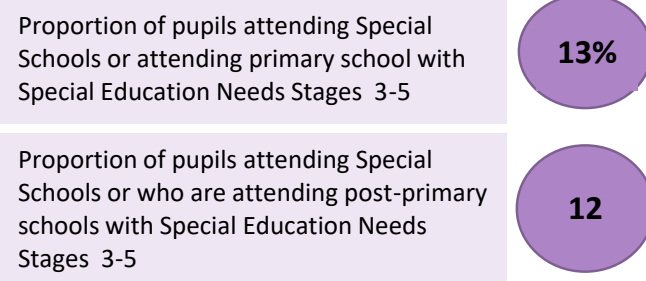 Proportion of pupils attending Special
Schools or attending primary school with
Special Education Needs Stages  3-5
13%
Proportion of pupils attending Special
Schools or who are attending post-primary
schools with Special Education Needs
Stages  3-5
12